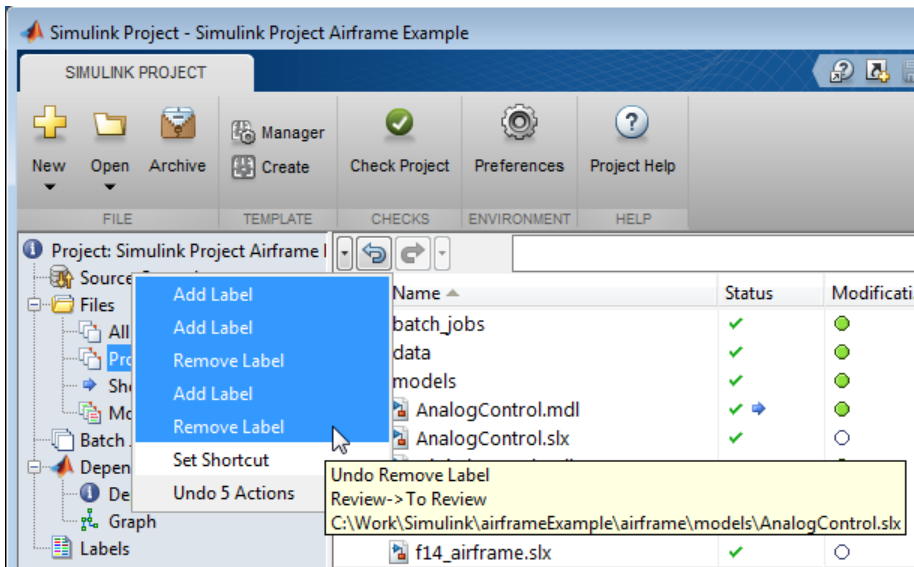 Simulink Project - Simulink Project Airframe Example
SIMULINK PROJECT
New
Open
Archive
Manager
Create
Check Project
Preferences
Project Help
FILE
TEMPLATE
CHECKS
ENVIRONMENT
HELP
Project: Simulink Project Airframe
Source
Files
All
Pro
Sh
Mo
Batch
Depen
De
Graph
Labels
Add Label
Add Label
Remove Label
Add Label
Remove Label
Set Shortcut
Undo 5 Actions
Name
Status
Modificati
batch_jobs
data
models
AnalogControl.mdl
AnalogControl.slx
Undo Remove Label
Review->To Review
C:\Work\Simulink\airframeExample\airframe\models\AnalogControl.slx
f14_airframe.slx